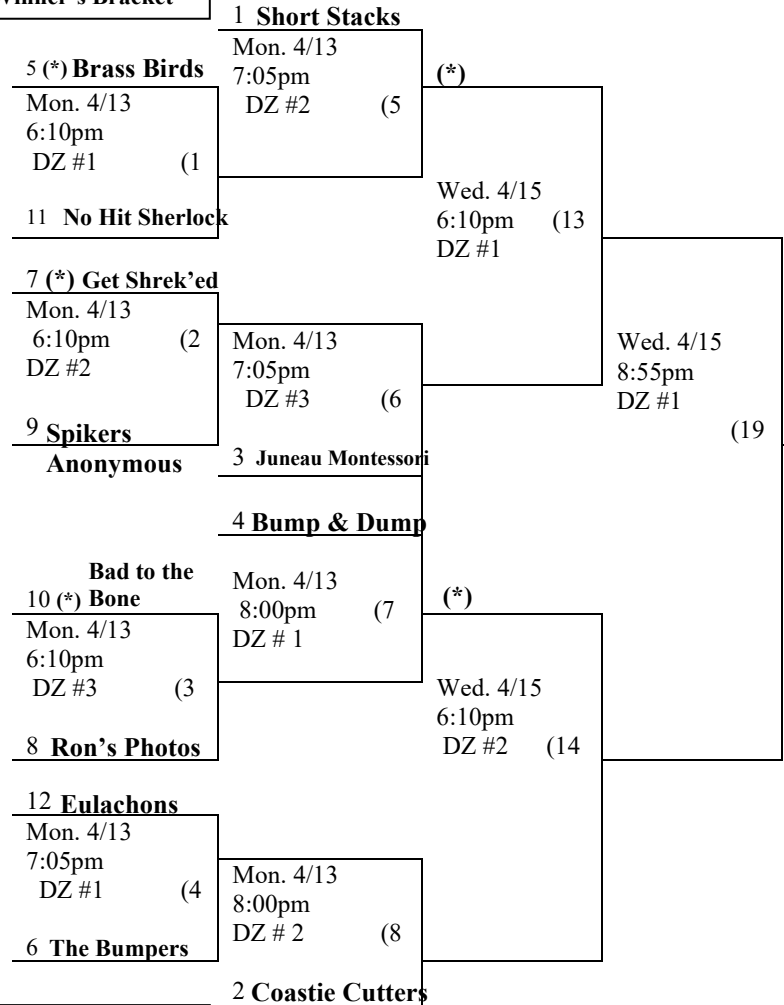 Winner's Bracket
1 Short Stacks
Mon. 4/13
7:05pm
DZ #2 (5
5 (*) Brass Birds
Mon. 4/13
6:10pm
DZ #1 (1
11 No Hit Sherlock
(*)
Wed. 4/15
6:10pm (13
DZ #1
7 (*) Get Shrek'ed
Mon. 4/13
6:10pm (2
DZ #2
9 Spikers
Anonymous
Mon. 4/13
7:05pm
DZ #3 (6
3 Juneau Montessori
Wed. 4/15
8:55pm
DZ #1
(19
4 Bump & Dump
Mon. 4/13
8:00pm (7
DZ # 1
Bad to the
10 (*) Bone
Mon. 4/13
6:10pm
DZ #3 (3
8 Ron's Photos
(*)
Wed. 4/15
6:10pm
DZ #2 (14
12 Eulachons
Mon. 4/13
7:05pm
DZ #1 (4
6 The Bumpers
Mon. 4/13
8:00pm
DZ # 2 (8
2 Coastie Cutters